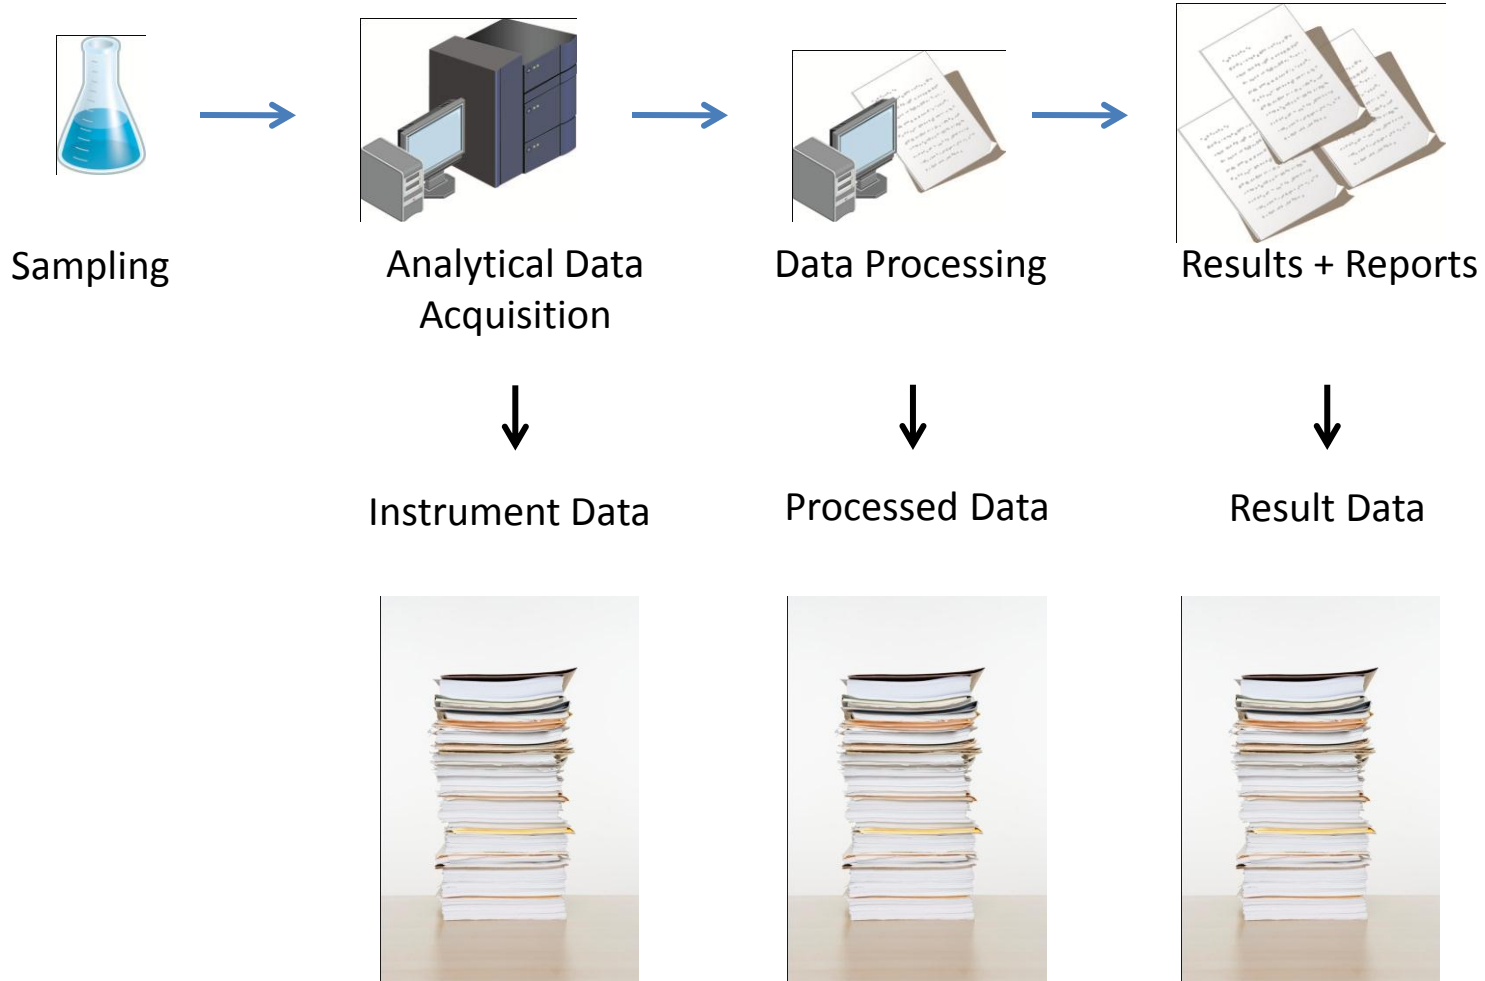 Sampling
Analytical Data
Acquisition
Data Processing
Results + Reports
Instrument Data
Processed Data
Result Data